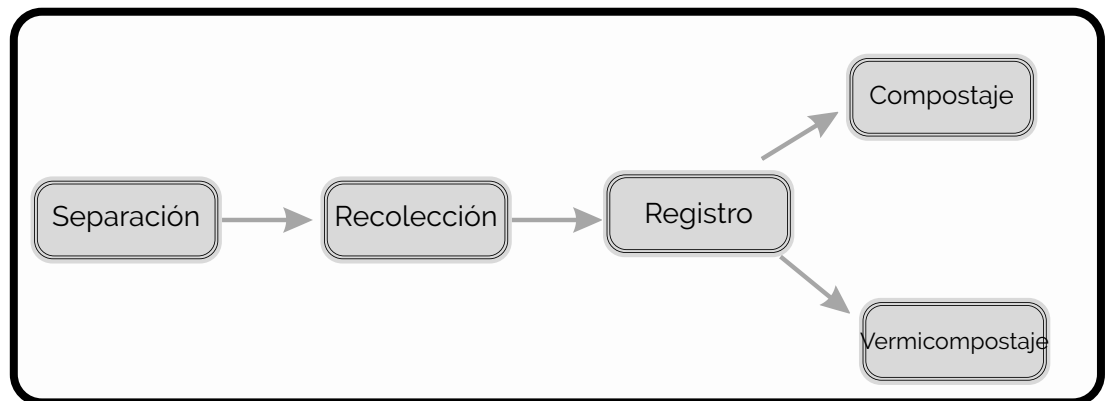 Separación
Recolección
Registro
Compostaje
Vermicompostaje